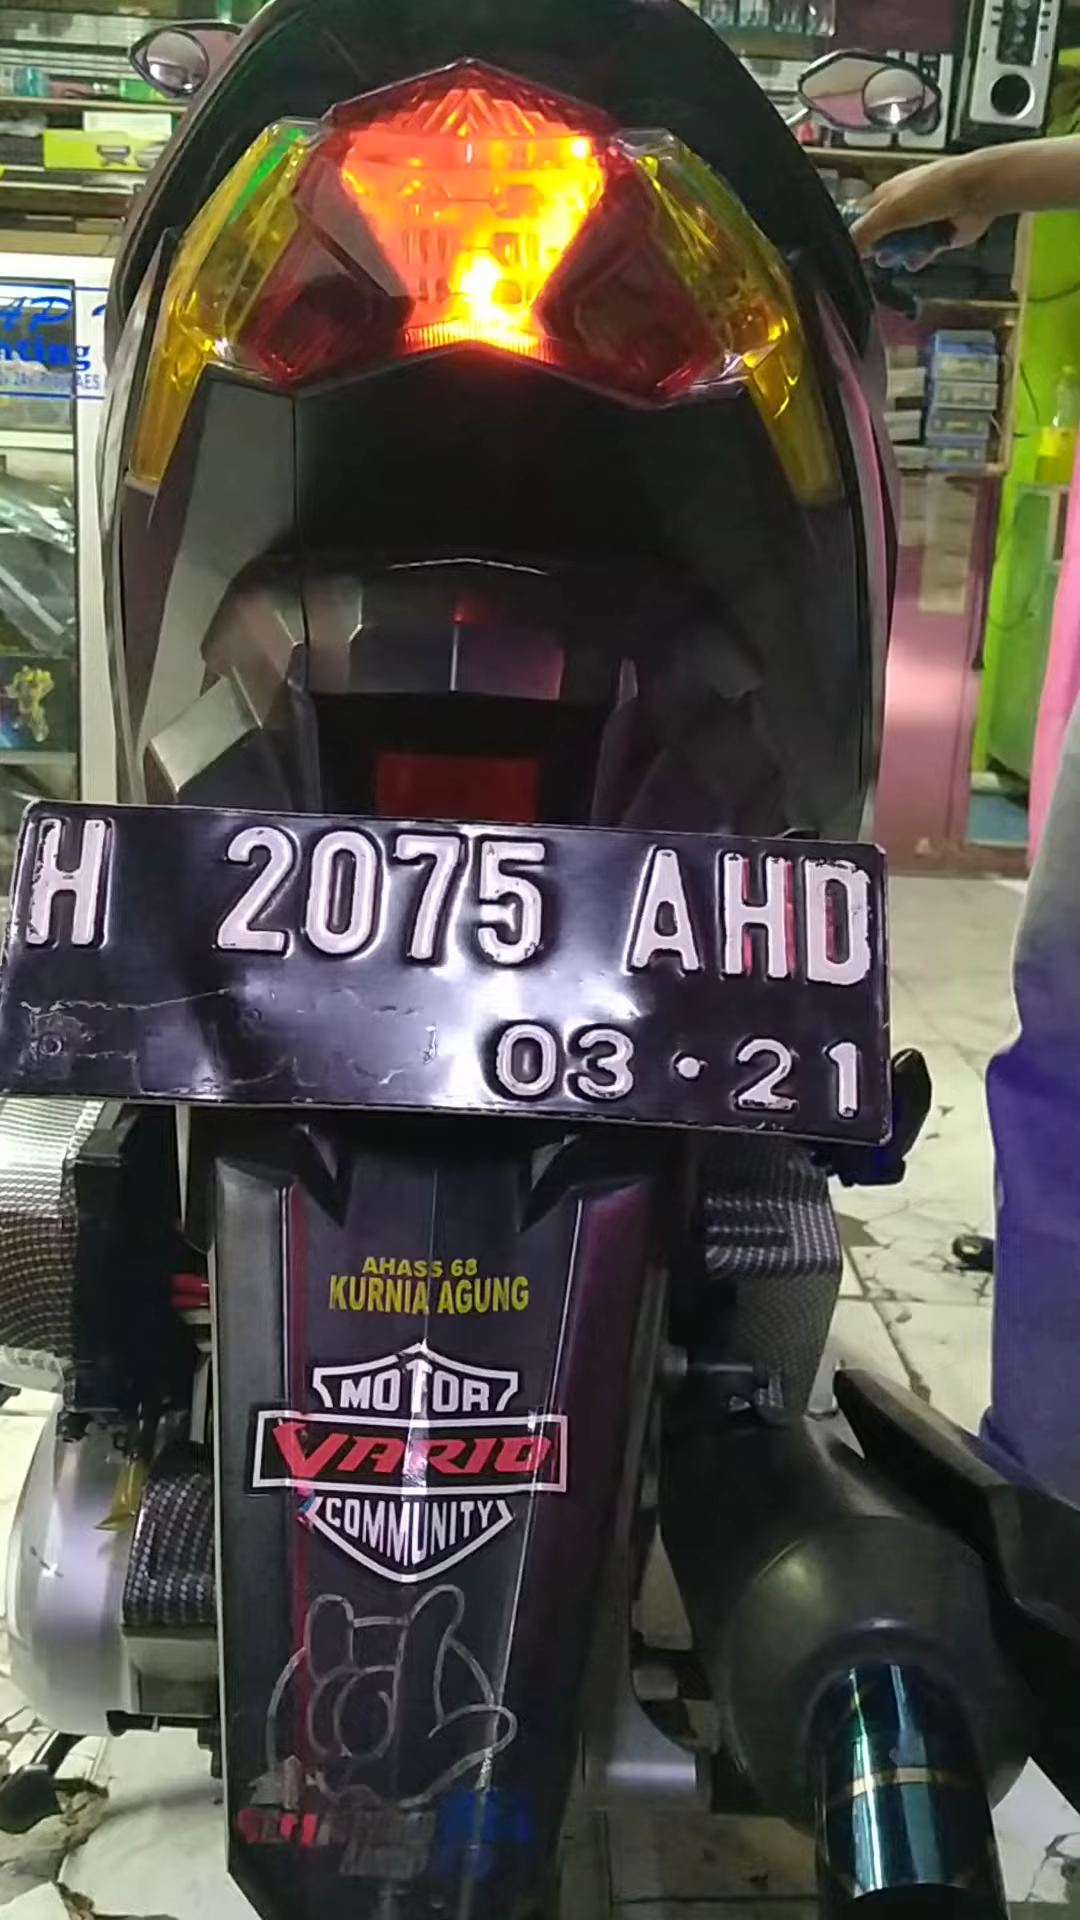 H 2075 AHD
03·21
AHASS 68
KURNIA AGUNG
MOTOR
VARIO
COMMUNITY